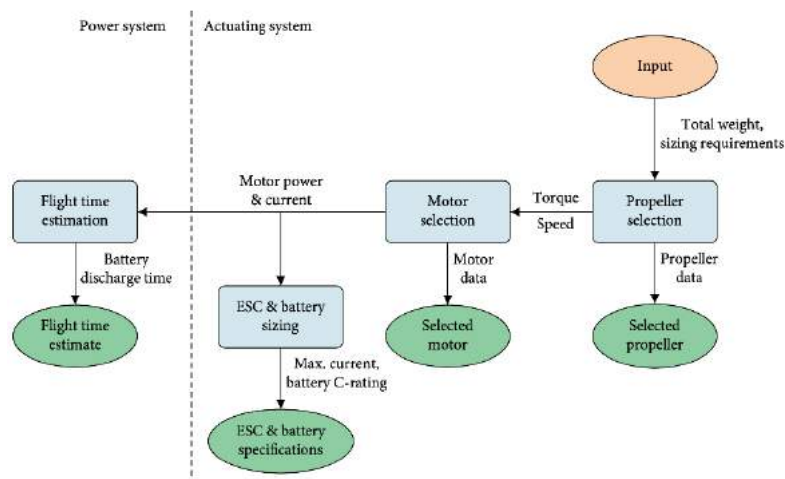 Power system
Actuating system
Input
Total weight,
sizing requirements
Flight time
estimation
Motor power
& current
Motor
selection
Torque
Speed
Propeller
selection
Battery
discharge time
Motor
data
Propeller
data
Flight time
estimate
ESC & battery
sizing
Selected
motor
Selected
propeller
Max. current,
battery C-rating
ESC & battery
specifications